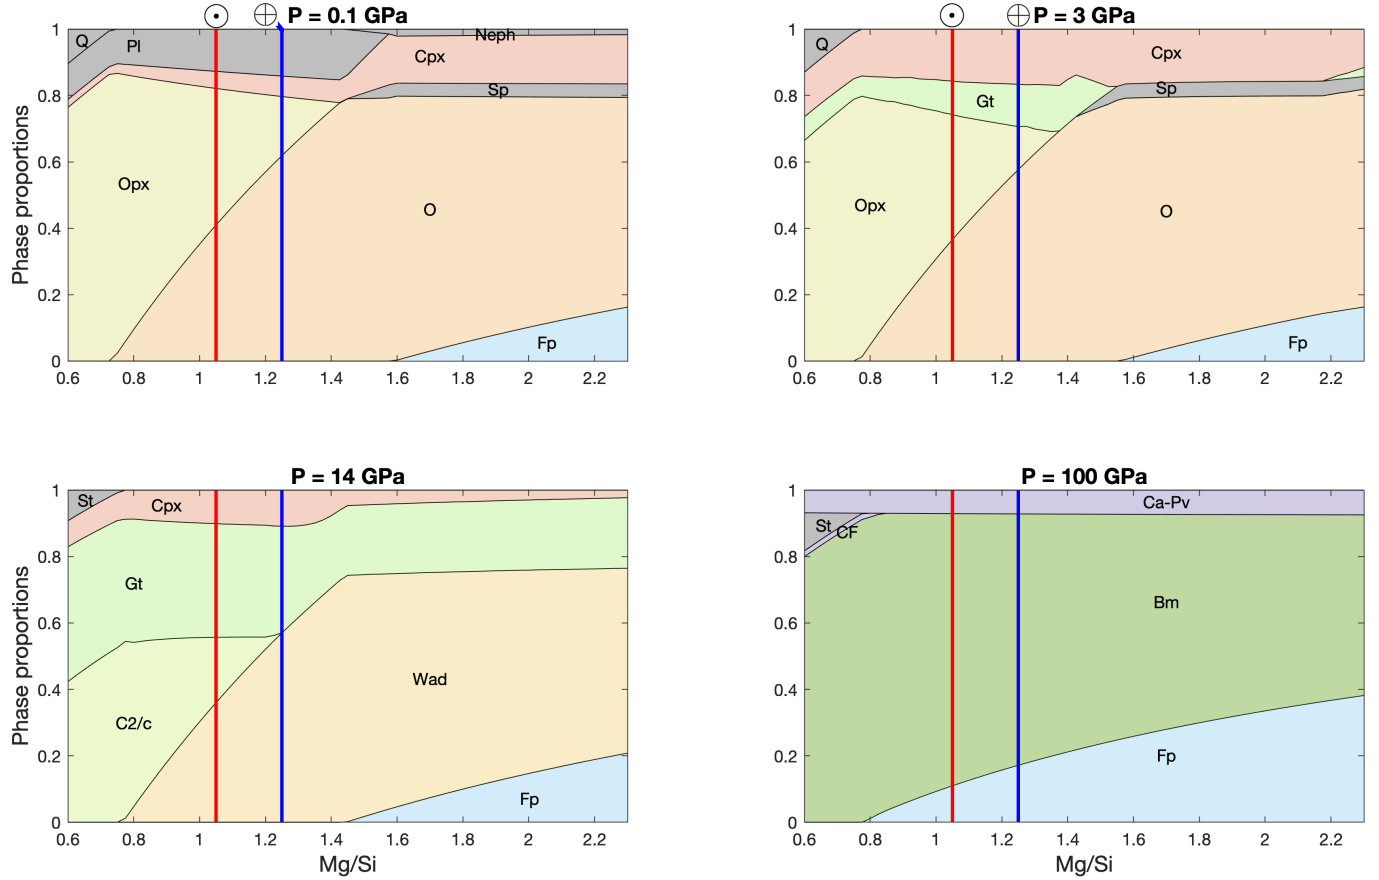 ⊙ ⊕ P = 0.1 GPa
1
0.8
0.6
0.4
0.2
0
Phase proportions
Q
Pl
Neph
Cpx
Sp
Opx
O
Fp
0.6 0.8 1 1.2 1.4 1.6 1.8 2 2.2
⊙ ⊕ P = 3 GPa
1
0.8
0.6
0.4
0.2
0
Q
Cpx
Gt
Sp
Opx
O
Fp
0.6 0.8 1 1.2 1.4 1.6 1.8 2 2.2
P = 14 GPa
1
0.8
0.6
0.4
0.2
0
Phase proportions
St
Cpx
Gt
C2/c
Wad
Fp
0.6 0.8 1 1.2 1.4 1.6 1.8 2 2.2
Mg/Si
P = 100 GPa
1
0.8
0.6
0.4
0.2
0
Ca-Pv
St
CF
Bm
Fp
0.6 0.8 1 1.2 1.4 1.6 1.8 2 2.2
Mg/Si